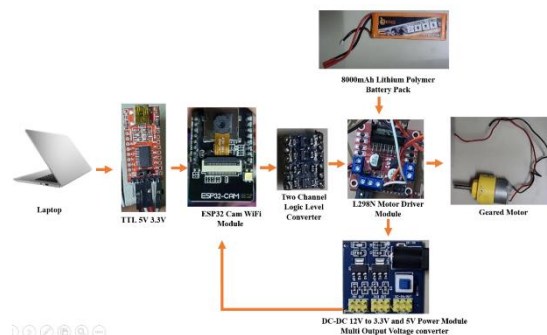 8000mAh Lithium Polymer
Battery Pack
Laptop
TTL 5V 3.3V
ESP32-CAM
ESP32 Cam WiFi
Module
Two Channel
Logic Level
Converter
L298N Motor Driver
Module
Geared Motor
DC-DC 12V to 3.3V and 5V Power Module
Multi Output Voltage converter